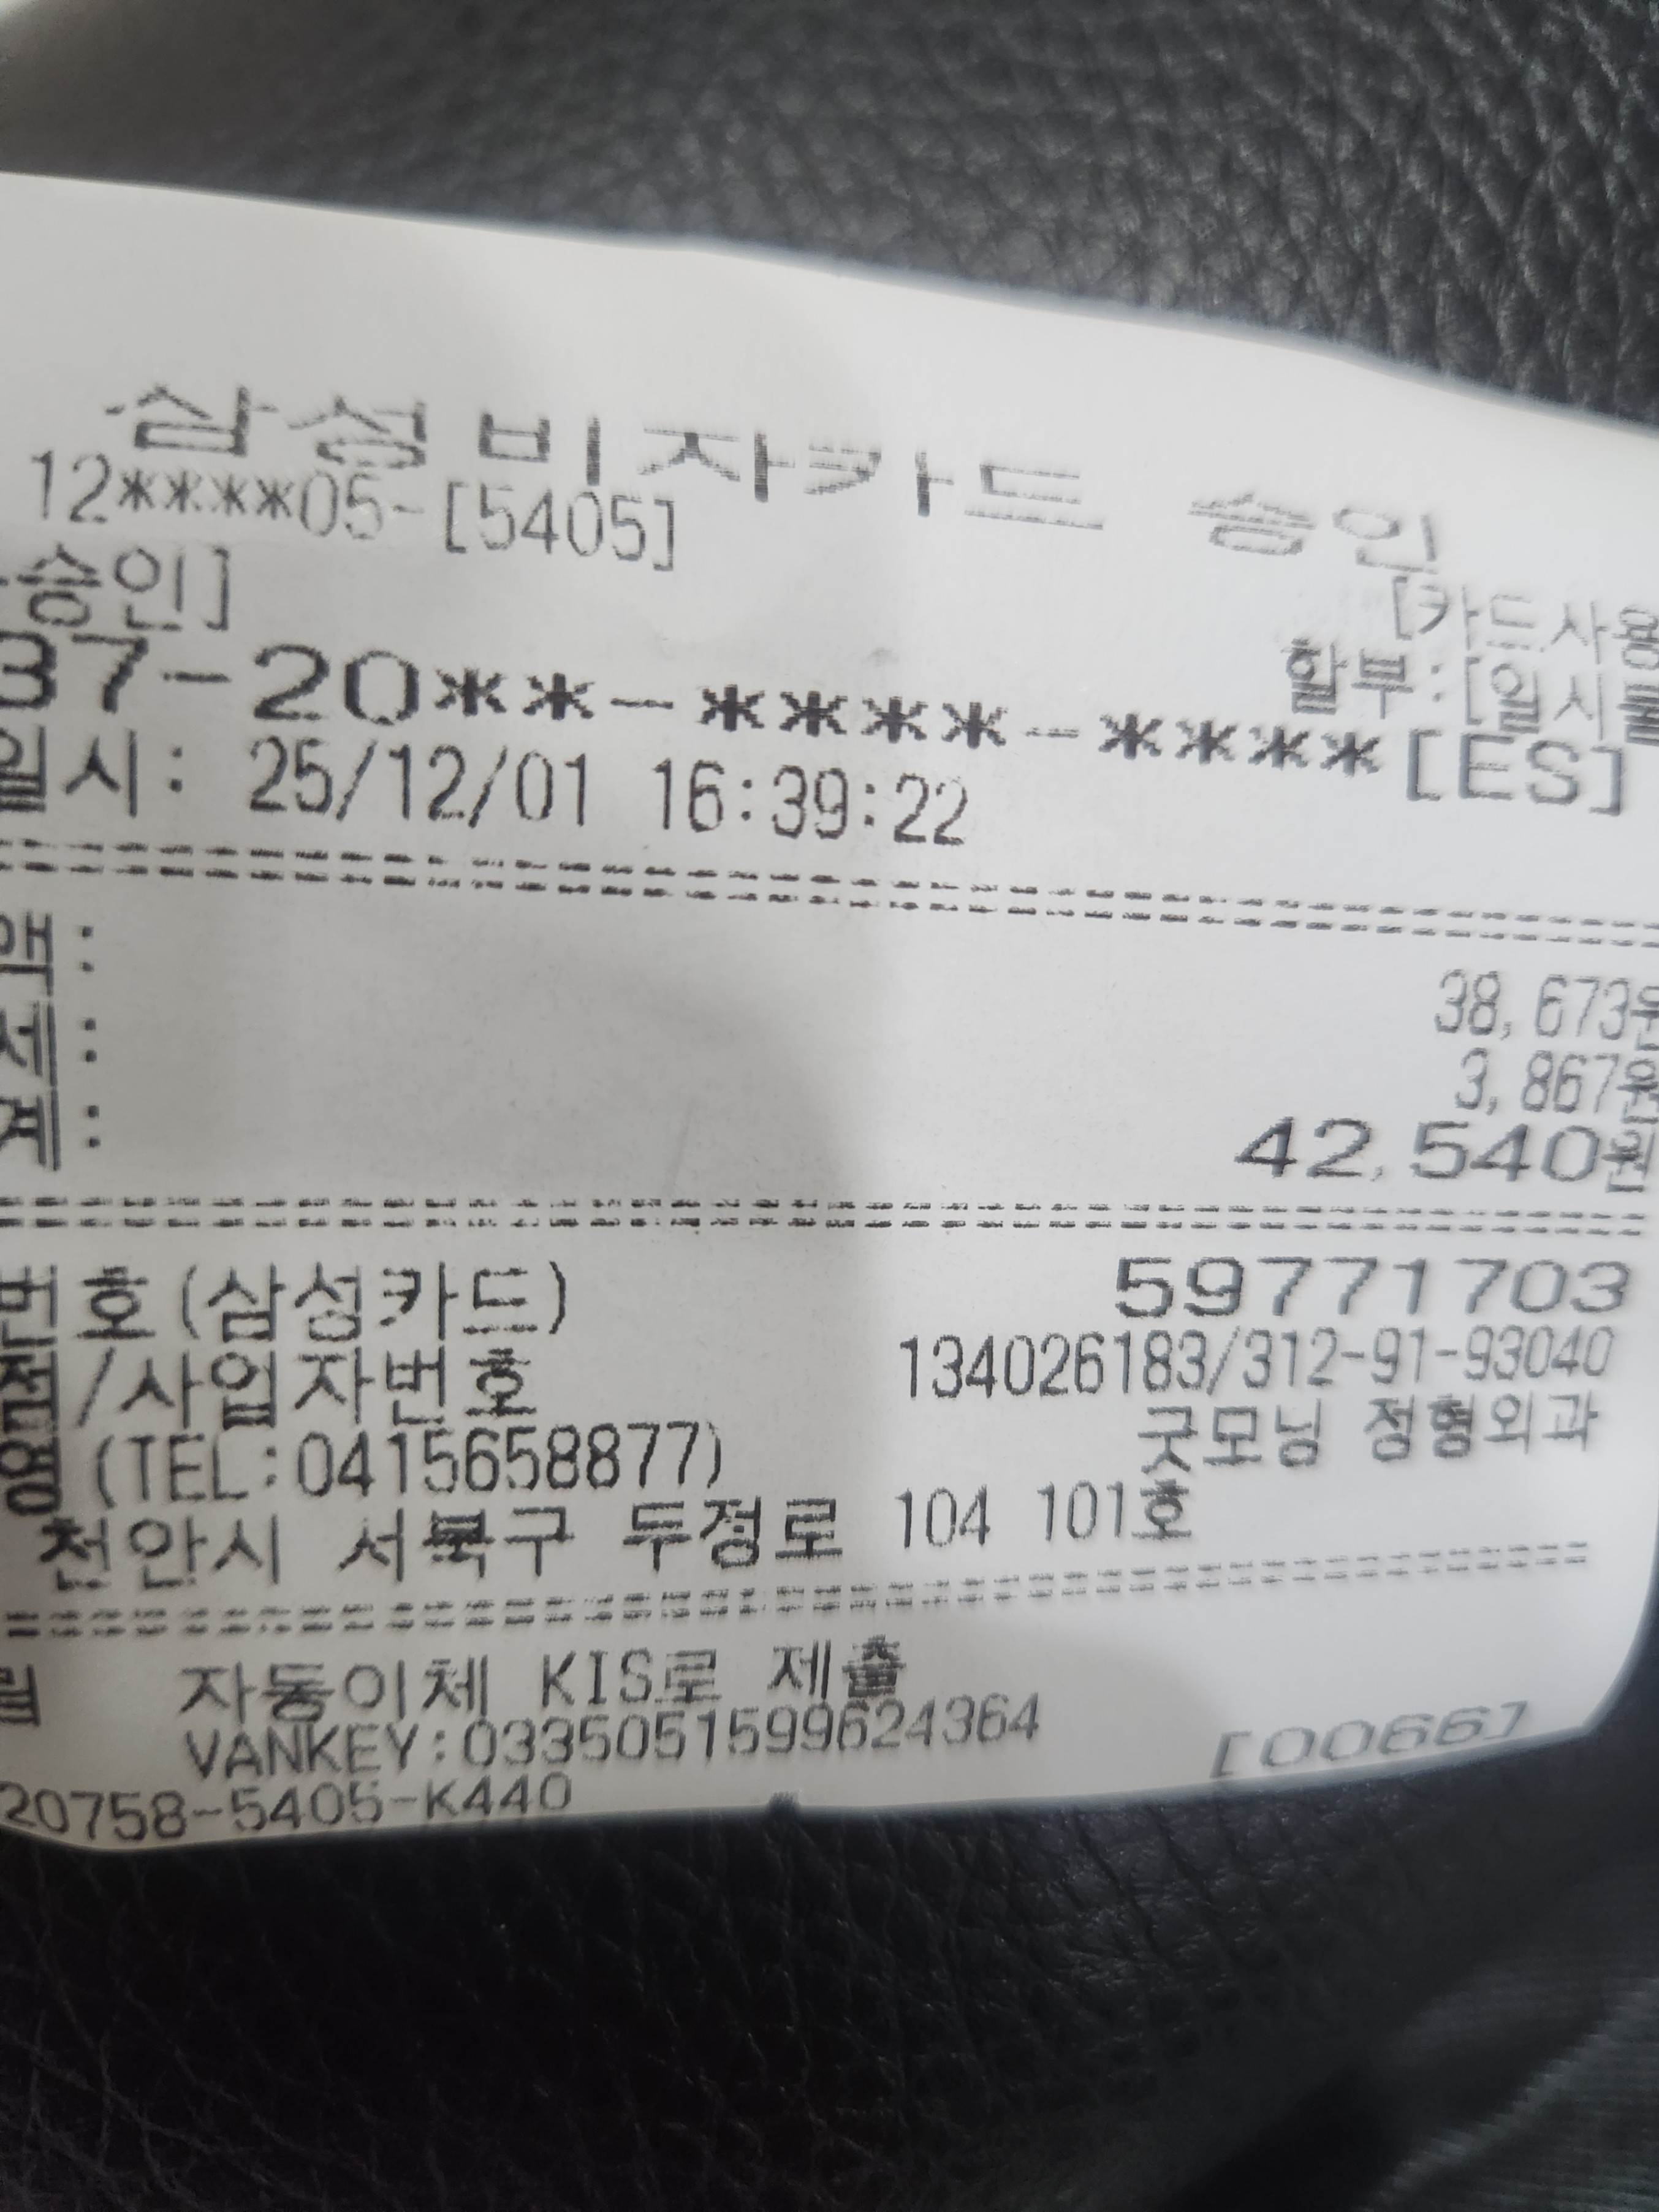 삼성비자카드 승인
12****05-[5405]
[카드사용
승인]
할부:[일시불
37-20**-****-****[ES]
일시: 25/12/01 16:39:22
액: 38,673원
세: 3,867원
계: 42,540원
번호(삼성카드) 59771703
점/사업자번호 134026183/312-91-93040
명 (TEL:0415658877) 굿모닝 정형외과
천안시 서북구 두정로 104 101호
립 자동이체 KIS로 제출
VANKEY:0335051599624364 [0066]
20758-5405-K440